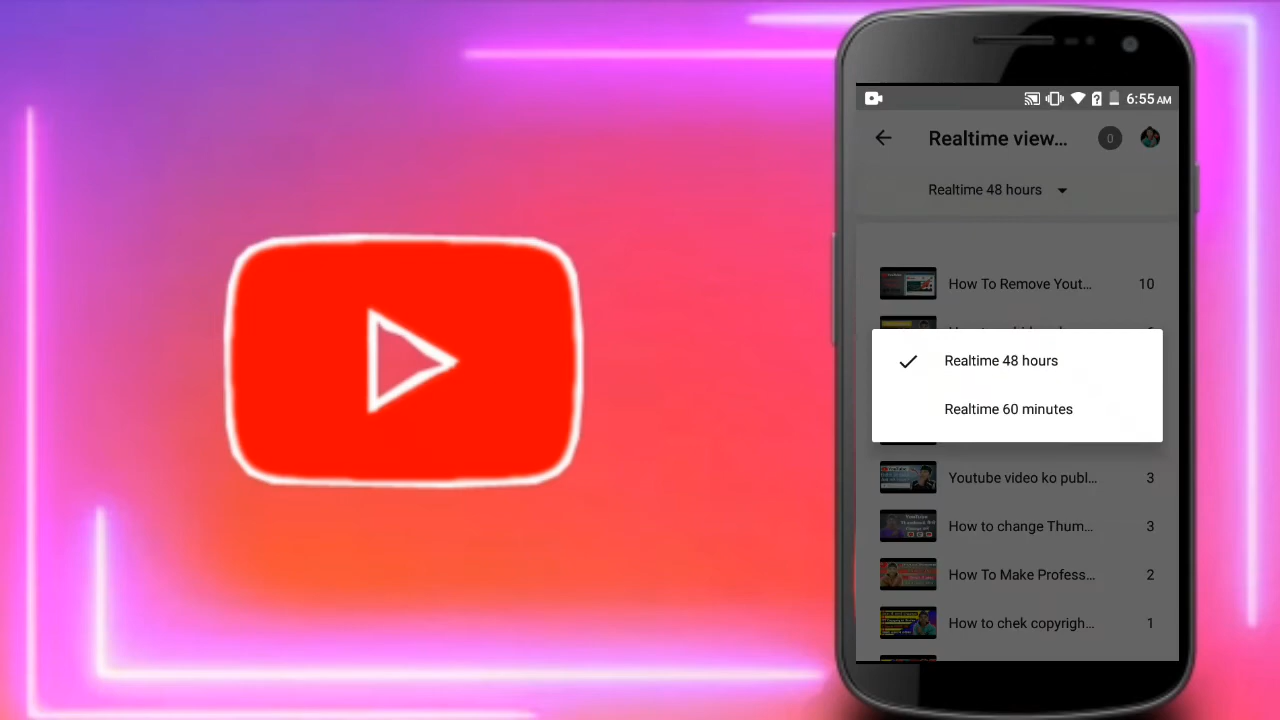 6:55 AM
Realtime view...
0
Realtime 48 hours
How To Remove Yout... 10
Realtime 48 hours
Realtime 60 minutes
Youtube video ko publ... 3
How to change Thum... 3
How To Make Profess... 2
How to chek copyrigh... 1